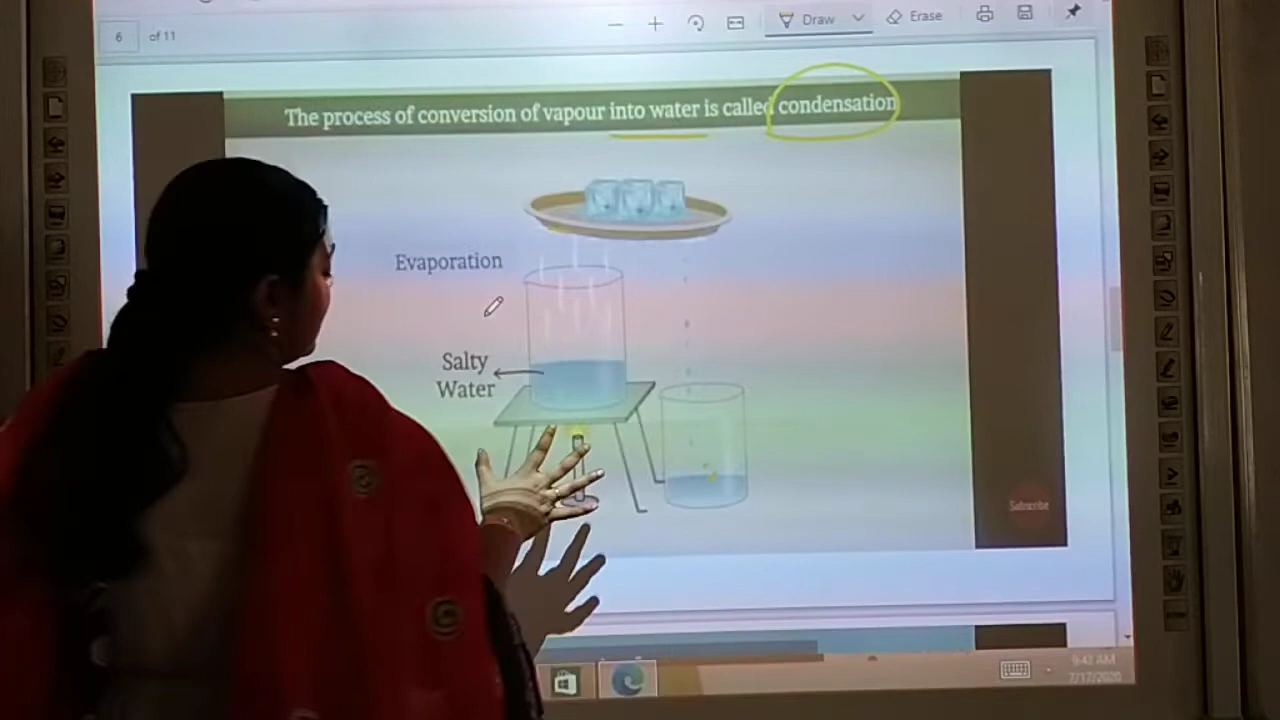 6 of 11
Draw
Erase
The process of conversion of vapour into water is called condensation
Evaporation
Salty
Water
Subscribe
9:43 AM
7/17/2020